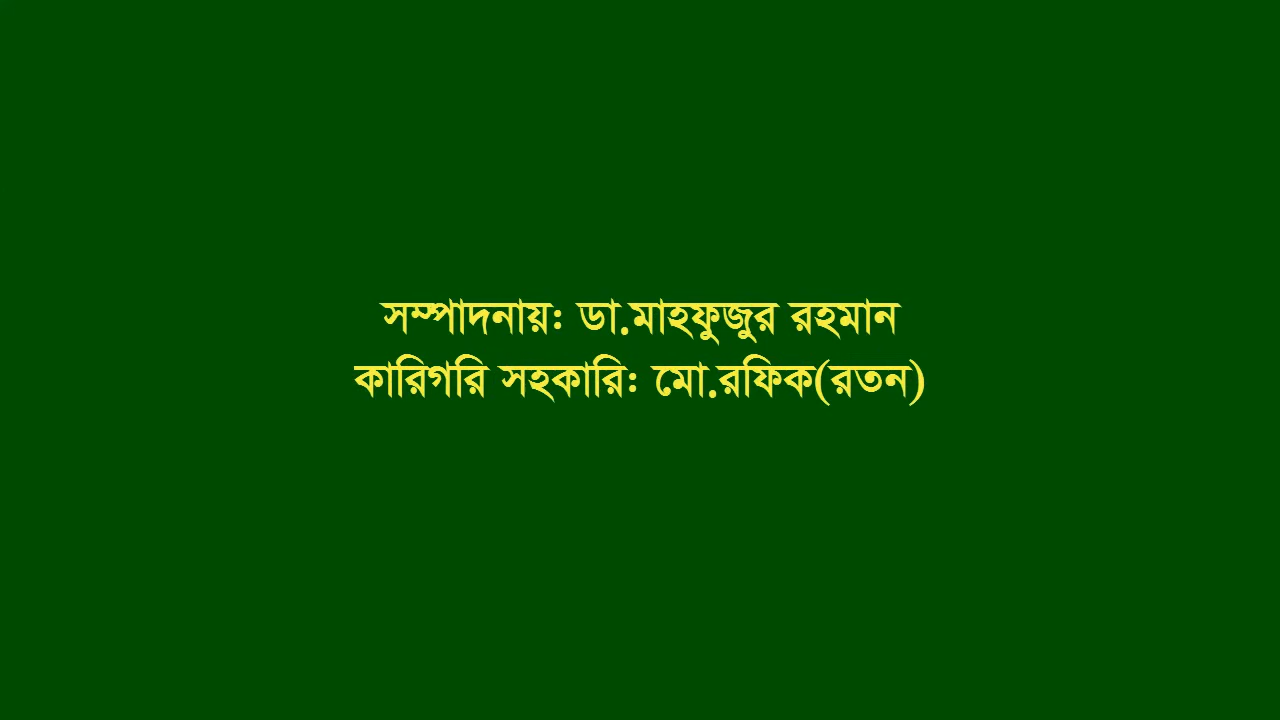 সম্পাদনায়: ডা.মাহফুজুর রহমান
কারিগরি সহকারি: মো.রফিক(রতন)